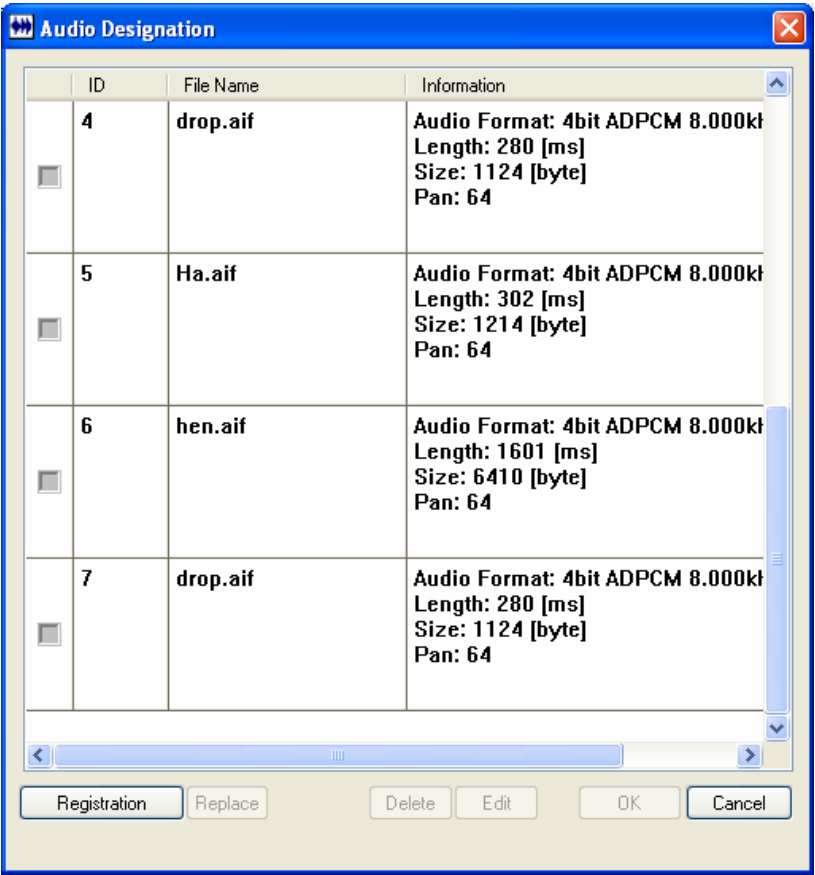 Audio Designation
ID File Name Information
4 drop.aif Audio Format: 4bit ADPCM 8.000k
Length: 280 [ms]
Size: 1124 [byte]
Pan: 64
5 Ha.aif Audio Format: 4bit ADPCM 8.000k
Length: 302 [ms]
Size: 1214 [byte]
Pan: 64
6 hen.aif Audio Format: 4bit ADPCM 8.000k
Length: 1601 [ms]
Size: 6410 [byte]
Pan: 64
7 drop.aif Audio Format: 4bit ADPCM 8.000k
Length: 280 [ms]
Size: 1124 [byte]
Pan: 64
Registration Replace Delete Edit OK Cancel